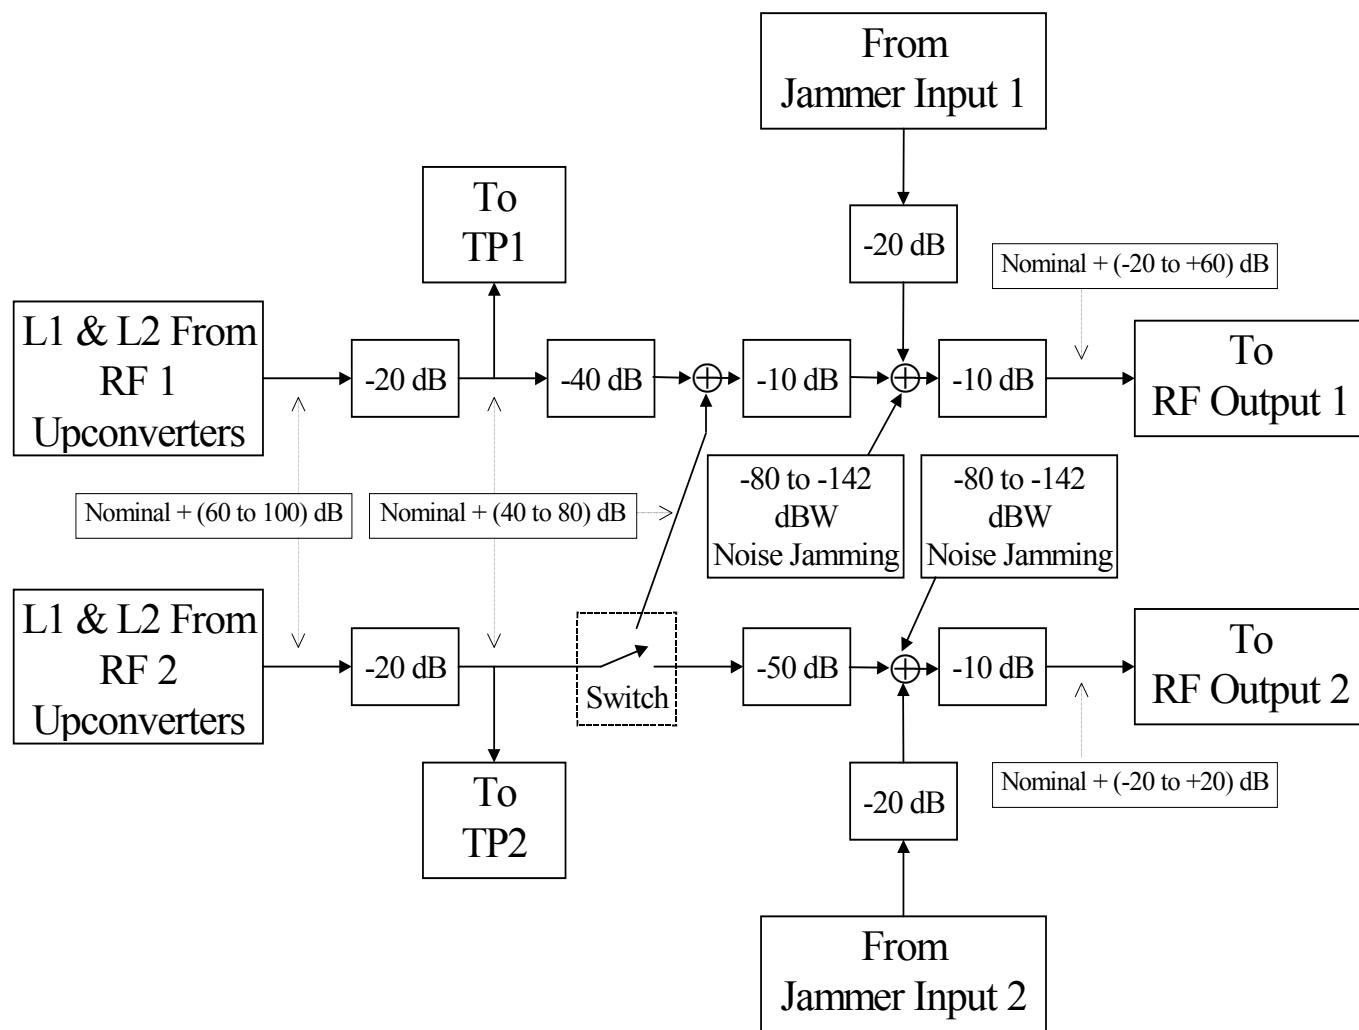 From
Jammer Input 1
To
TP1
-20 dB
Nominal + (-20 to +60) dB
L1 & L2 From
RF 1
Upconverters
-20 dB
-40 dB
-10 dB
-10 dB
To
RF Output 1
Nominal + (60 to 100) dB
Nominal + (40 to 80) dB
-80 to -142
dBW
Noise Jamming
-80 to -142
dBW
Noise Jamming
L1 & L2 From
RF 2
Upconverters
-20 dB
Switch
-50 dB
-10 dB
To
RF Output 2
To
TP2
-20 dB
Nominal + (-20 to +20) dB
From
Jammer Input 2